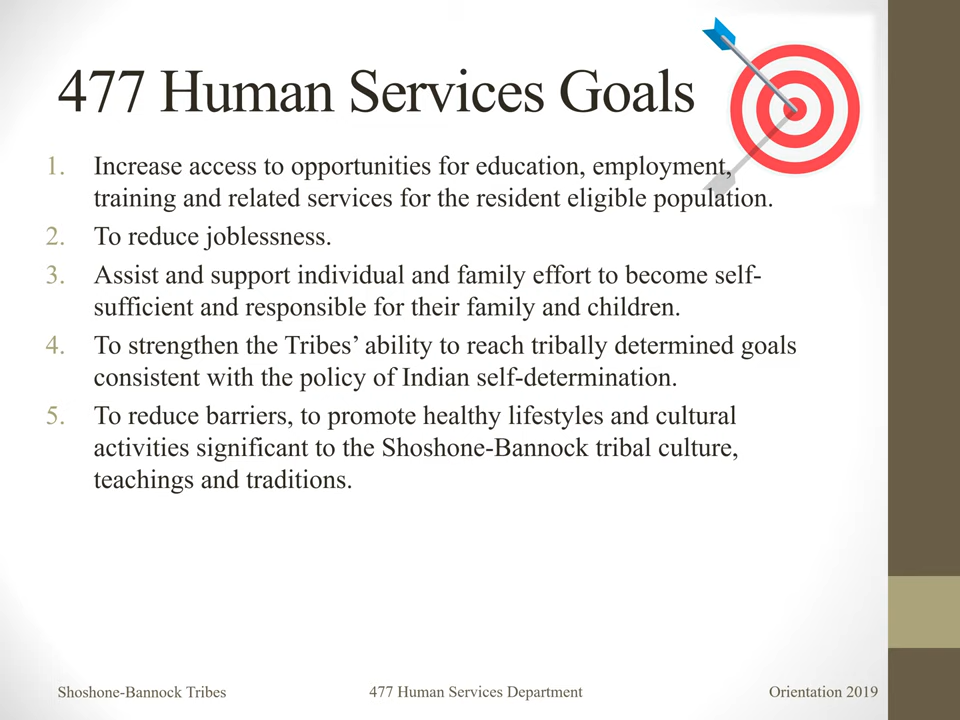 477 Human Services Goals
1. Increase access to opportunities for education, employment,
training and related services for the resident eligible population.
2. To reduce joblessness.
3. Assist and support individual and family effort to become self-
sufficient and responsible for their family and children.
4. To strengthen the Tribes’ ability to reach tribally determined goals
consistent with the policy of Indian self-determination.
5. To reduce barriers, to promote healthy lifestyles and cultural
activities significant to the Shoshone-Bannock tribal culture,
teachings and traditions.
Shoshone-Bannock Tribes 477 Human Services Department Orientation 2019